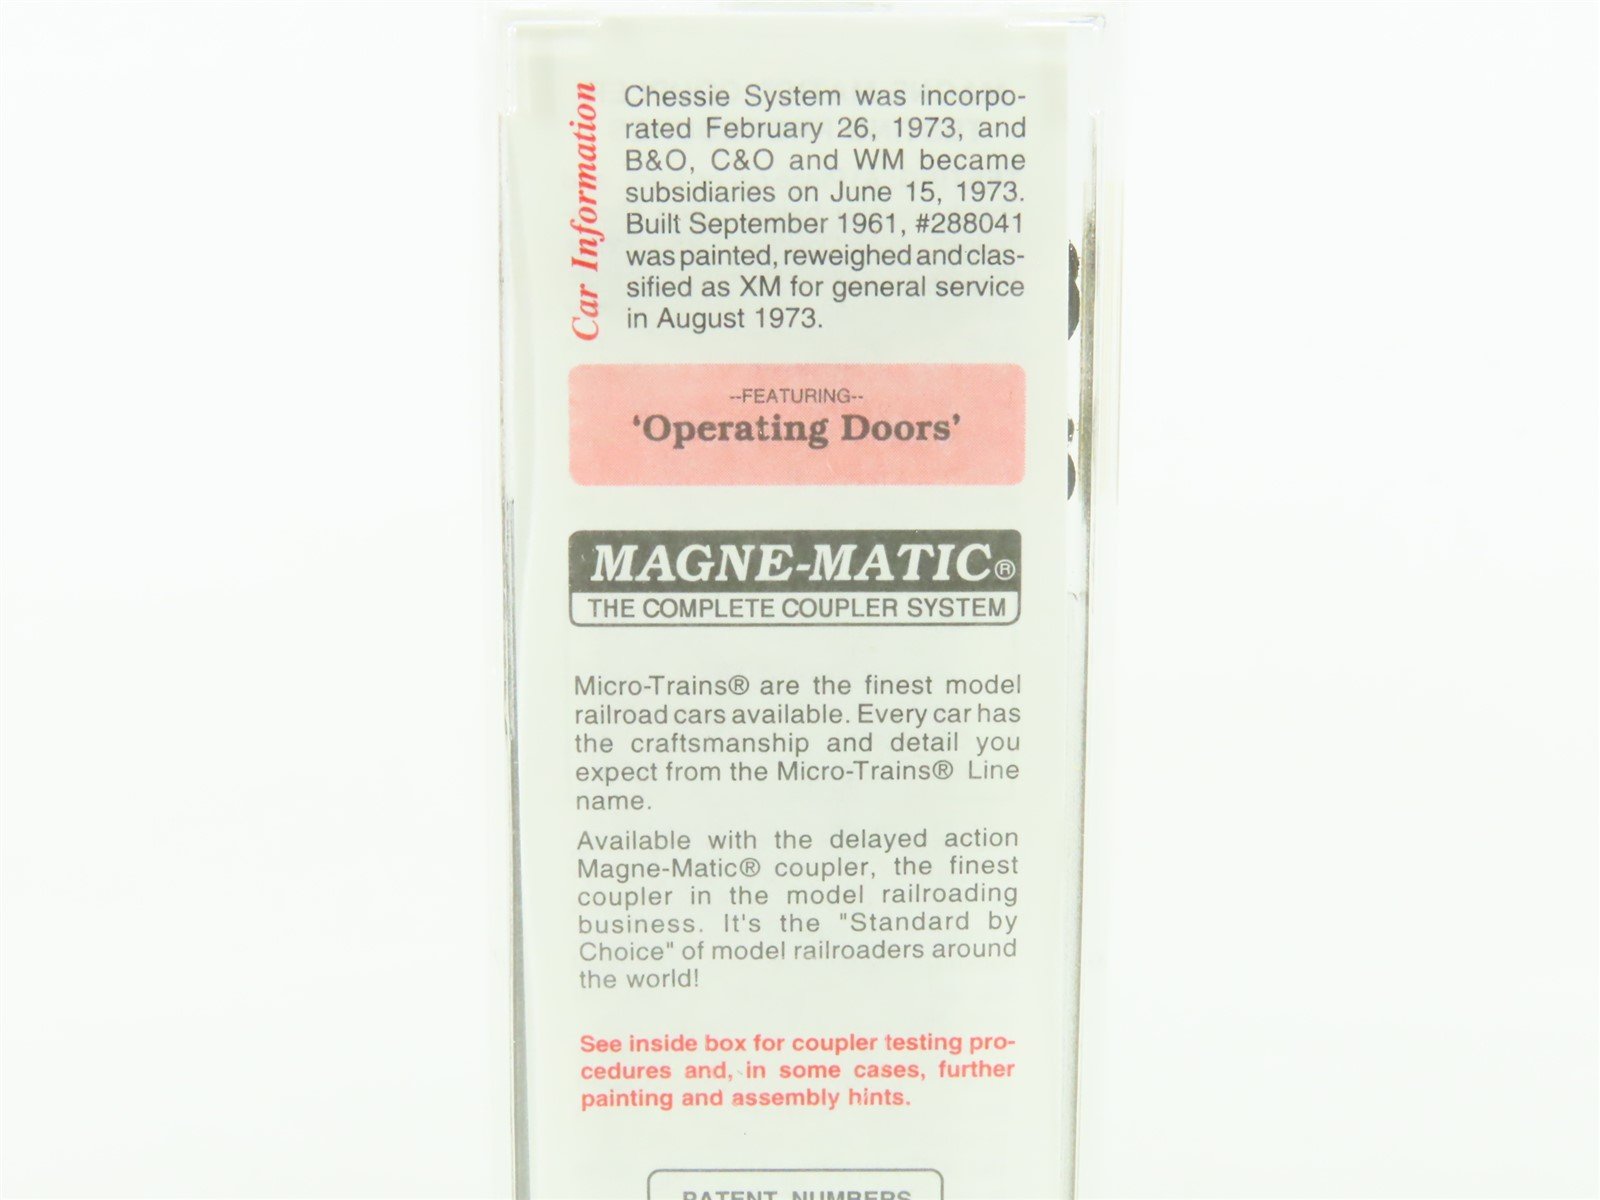 Car Information
Chessie System was incorpo-
rated February 26, 1973, and
B&O, C&O and WM became
subsidiaries on June 15, 1973.
Built September 1961, #288041
was painted, reweighed and clas-
sified as XM for general service
in August 1973.
--FEATURING--
'Operating Doors'
MAGNE-MATIC®
THE COMPLETE COUPLER SYSTEM
Micro-Trains® are the finest model
railroad cars available. Every car has
the craftsmanship and detail you
expect from the Micro-Trains® Line
name.
Available with the delayed action
Magne-Matic® coupler, the finest
coupler in the model railroading
business. It's the "Standard by
Choice" of model railroaders around
the world!
See inside box for coupler testing pro-
cedures and, in some cases, further
painting and assembly hints.
PATENT NUMBERS